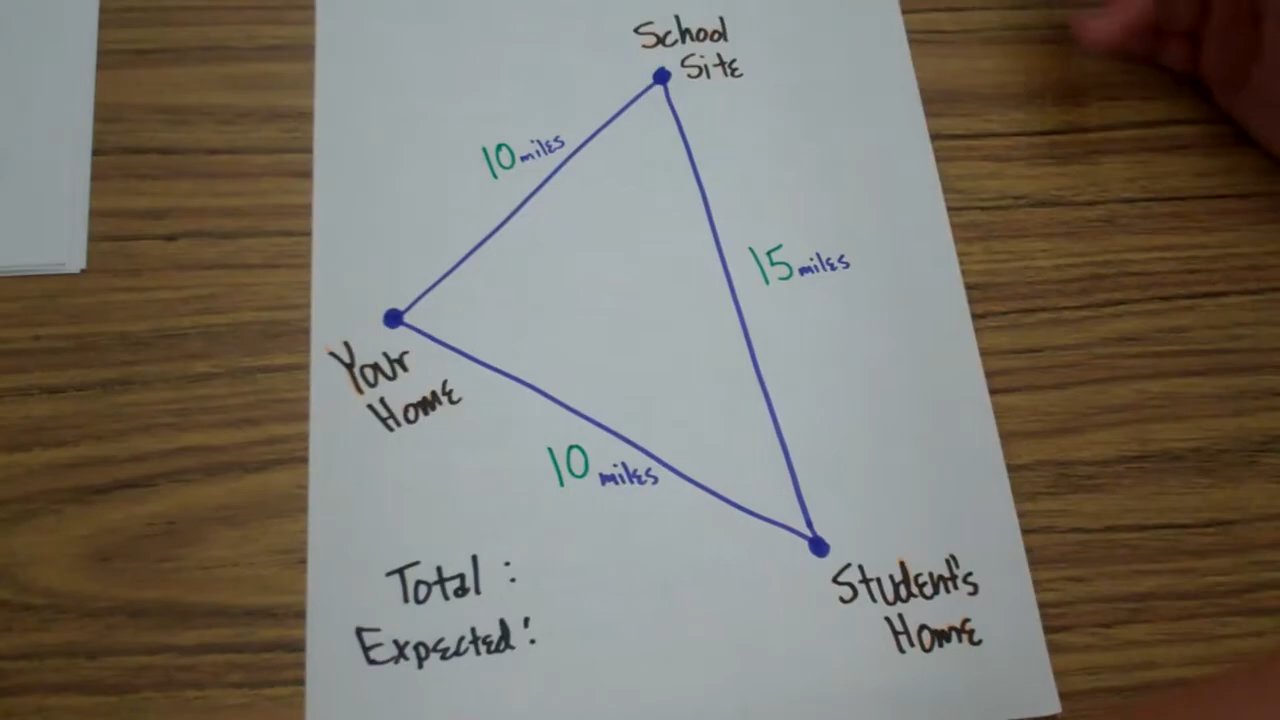 School
Site
10 miles
15 miles
Your
Home
10 miles
Total :
Expected :
Student's
Home